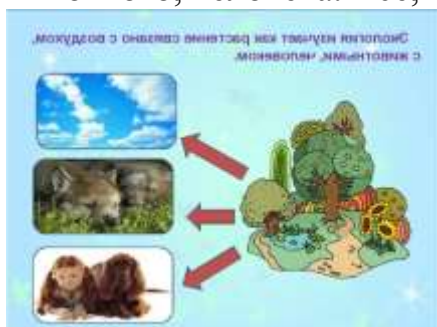 Экология изучает как растение связано с воздухом,
с животными, человеком.